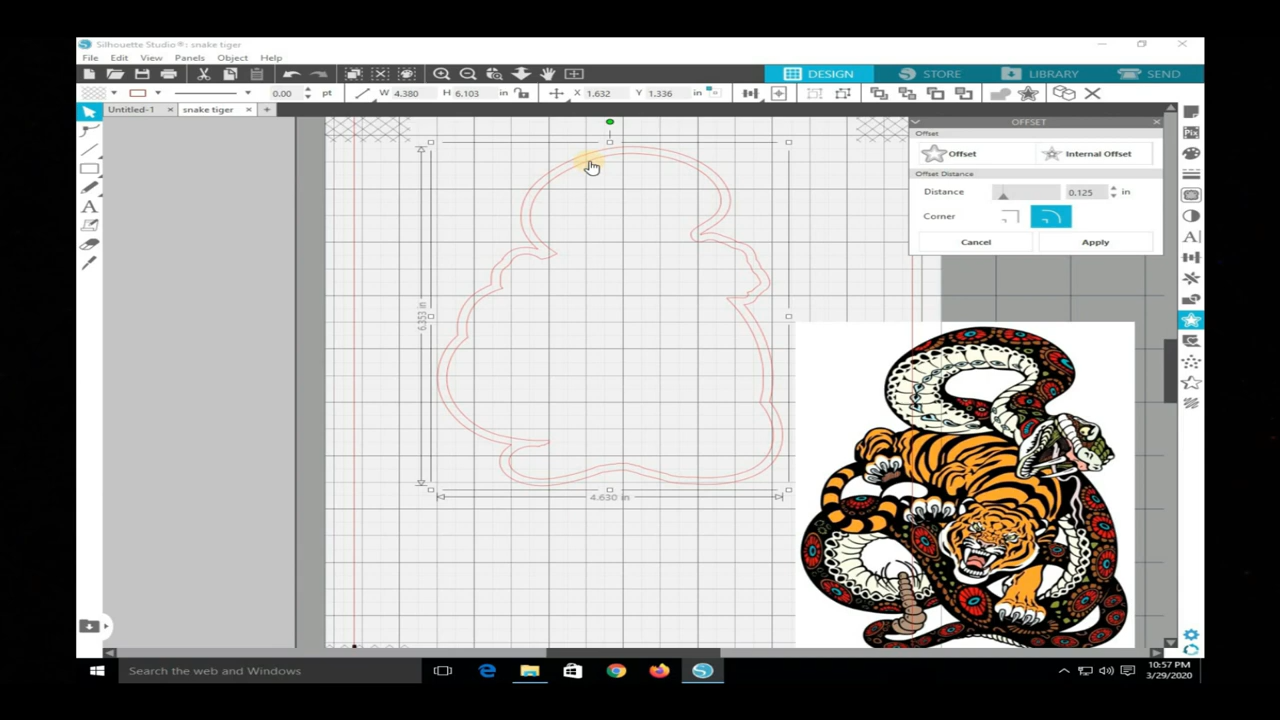 Silhouette Studio®: snake tiger
File Edit View Panels Object Help
DESIGN STORE LIBRARY SEND
0.00 pt W 4.380 H 6.103 in X 1.632 Y 1.336 in
Untitled-1 snake tiger
OFFSET
Offset
Offset Internal Offset
Offset Distance
Distance 0.125 in
Corner
Cancel Apply
6.353 in
4.630 in
Search the web and Windows
10:57 PM
3/29/2020